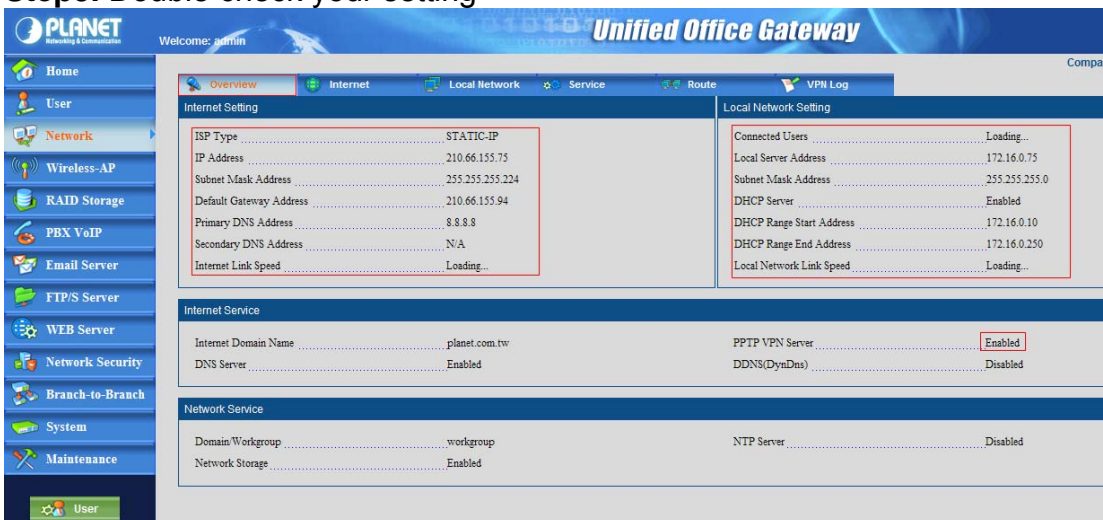 Double check your setting
PLANET
Networking & Communication
Welcome: admin
Unified Office Gateway
Compa
Home
User
Network
Wireless-AP
RAID Storage
PBX VoIP
Email Server
FTP/S Server
WEB Server
Network Security
Branch-to-Branch
System
Maintenance
User
Overview Internet Local Network Service Route VPN Log
Internet Setting
ISP Type STATIC-IP
IP Address 210.66.155.75
Subnet Mask Address 255.255.255.224
Default Gateway Address 210.66.155.94
Primary DNS Address 8.8.8.8
Secondary DNS Address N/A
Internet Link Speed Loading...
Local Network Setting
Connected Users Loading...
Local Server Address 172.16.0.75
Subnet Mask Address 255.255.255.0
DHCP Server Enabled
DHCP Range Start Address 172.16.0.10
DHCP Range End Address 172.16.0.250
Local Network Link Speed Loading...
Internet Service
Internet Domain Name planet.com.tw
PPTP VPN Server Enabled
DNS Server Enabled
DDNS(DynDns) Disabled
Network Service
Domain/Workgroup workgroup
NTP Server Disabled
Network Storage Enabled